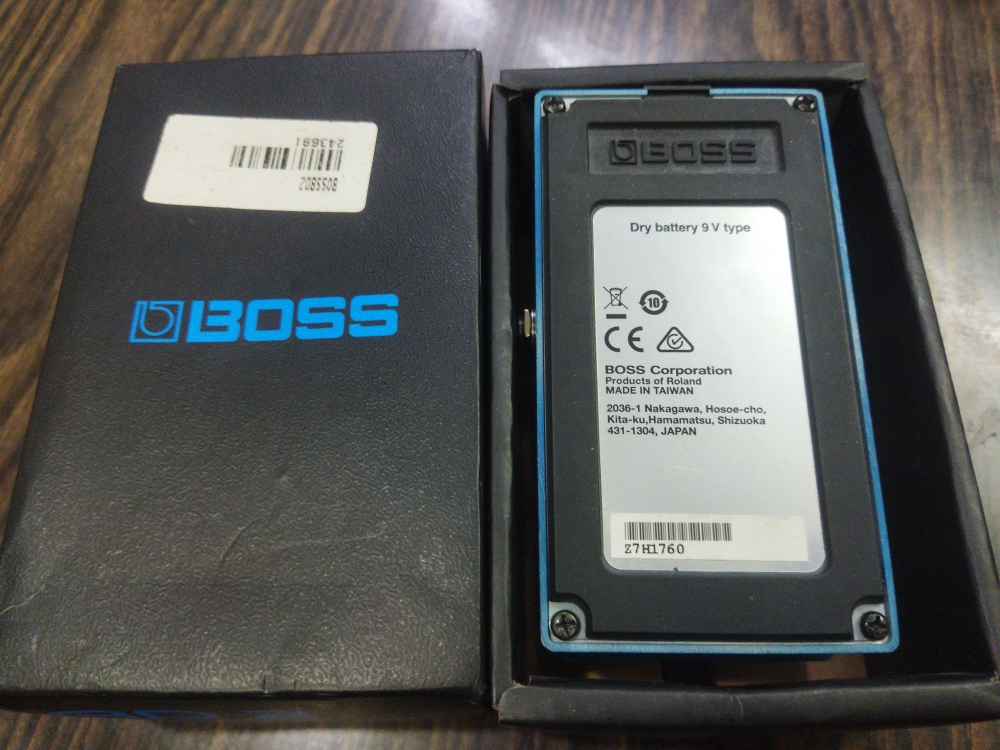 243691
BOSSBD2
BOSS
BOSS
Dry battery 9 V type
10
CE
BOSS Corporation
Products of Roland
MADE IN TAIWAN
2036-1 Nakagawa, Hosoe-cho,
Kita-ku,Hamamatsu, Shizuoka
431-1304, JAPAN
Z7H1760